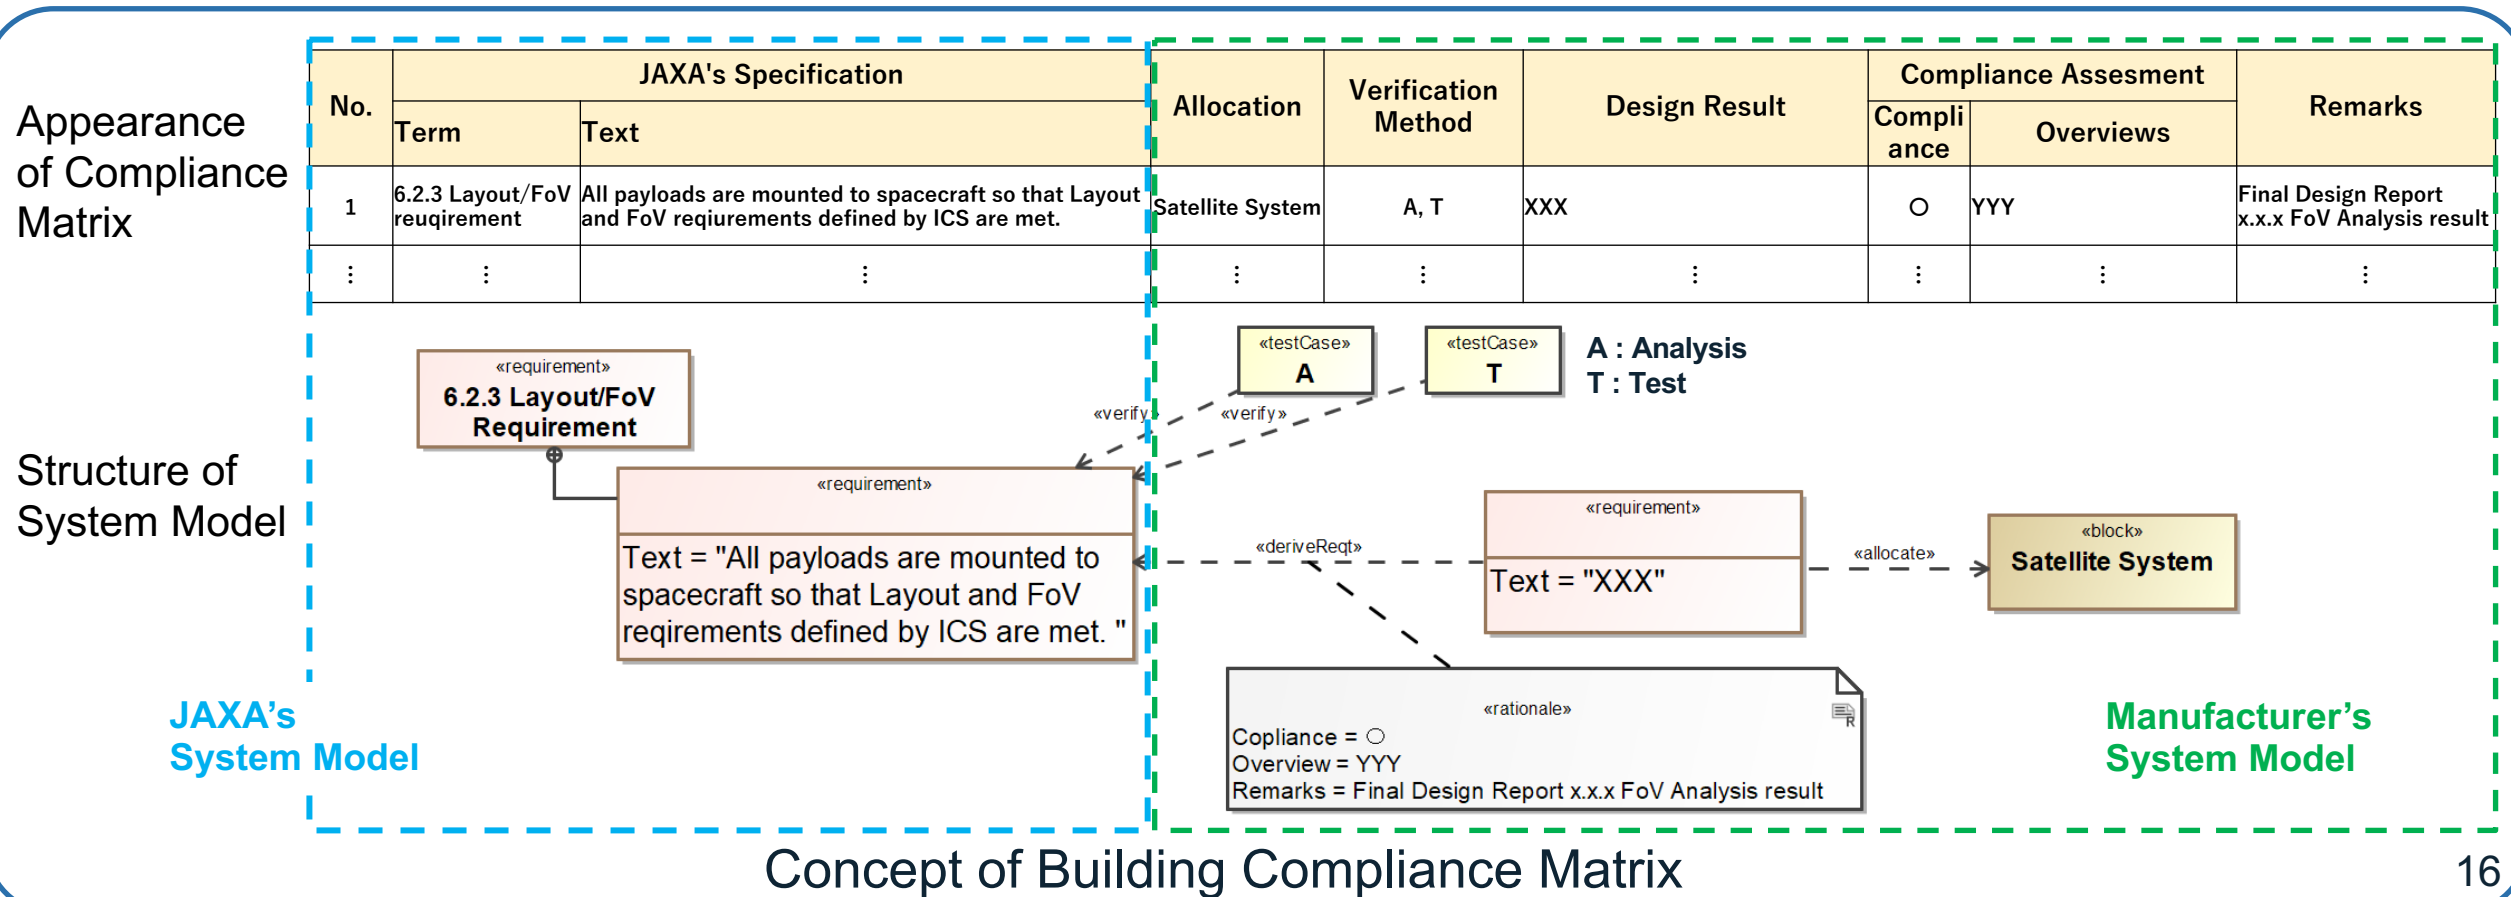 Appearance
of Compliance
Matrix
No.
JAXA's Specification
Term
Text
Allocation
Verification
Method
Design Result
Compliance Assesment
Compli
ance
Overviews
Remarks
1
6.2.3 Layout/FoV
reuqirement
All payloads are mounted to spacecraft so that Layout
and FoV reqiurements defined by ICS are met.
Satellite System
A, T
XXX
○
YYY
Final Design Report
x.x.x FoV Analysis result
⋮ ⋮ ⋮ ⋮ ⋮ ⋮ ⋮ ⋮ ⋮
Structure of
System Model
«requirement»
6.2.3 Layout/FoV
Requirement
«testCase»
A
«testCase»
T
A : Analysis
T : Test
«verify»
«verify»
«requirement»
Text = "All payloads are mounted to
spacecraft so that Layout and FoV
reqirements defined by ICS are met. "
«deriveReqt»
«requirement»
Text = "XXX"
«allocate»
«block»
Satellite System
«rationale»
Copliance = ○
Overview = YYY
Remarks = Final Design Report x.x.x FoV Analysis result
R
JAXA’s
System Model
Manufacturer’s
System Model
Concept of Building Compliance Matrix
16